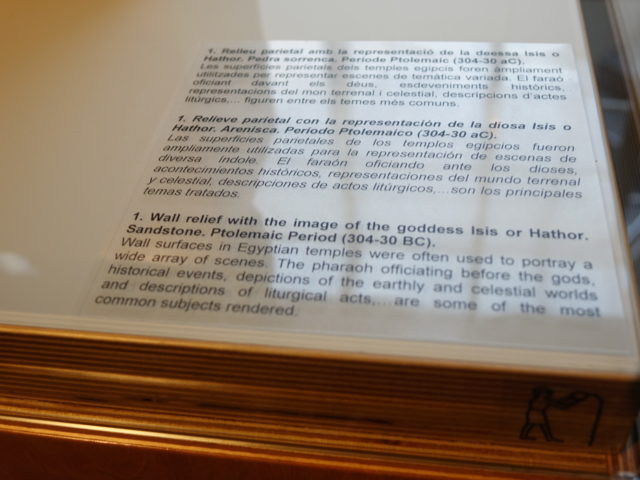 1. Relleu parietal amb la representació de la deessa Isis o
Hathor. Pedra sorrenca. Període Ptolemaic (304-30 aC).
Les superfícies parietals dels temples egipcis foren àmpliament
utilitzades per representar escenes de temàtica variada. El faraó
oficiant davant els déus, esdeveniments històrics,
representacions del mon terrenal i celestial, descripcions d'actes
litúrgics,... figuren entre els temes més comuns.
1. Relieve parietal con la representación de la diosa Isis o
Hathor. Arenisca. Período Ptolemaico (304-30 aC).
Las superfícies parietales de los templos egipcios fueron
ampliamente utilizadas para la representación de escenas de
diversa índole. El faraón oficiando ante los dioses,
acontecimientos históricos, representaciones del mundo terrenal
y celestial, descripciones de actos litúrgicos,...son los principales
temas tratados.
1. Wall relief with the image of the goddess Isis or Hathor.
Sandstone. Ptolemaic Period (304-30 BC).
Wall surfaces in Egyptian temples were often used to portray a
wide array of scenes. The pharaoh officiating before the gods,
historical events, depictions of the earthly and celestial worlds
and descriptions of liturgical acts,... are some of the most
common subjects rendered.